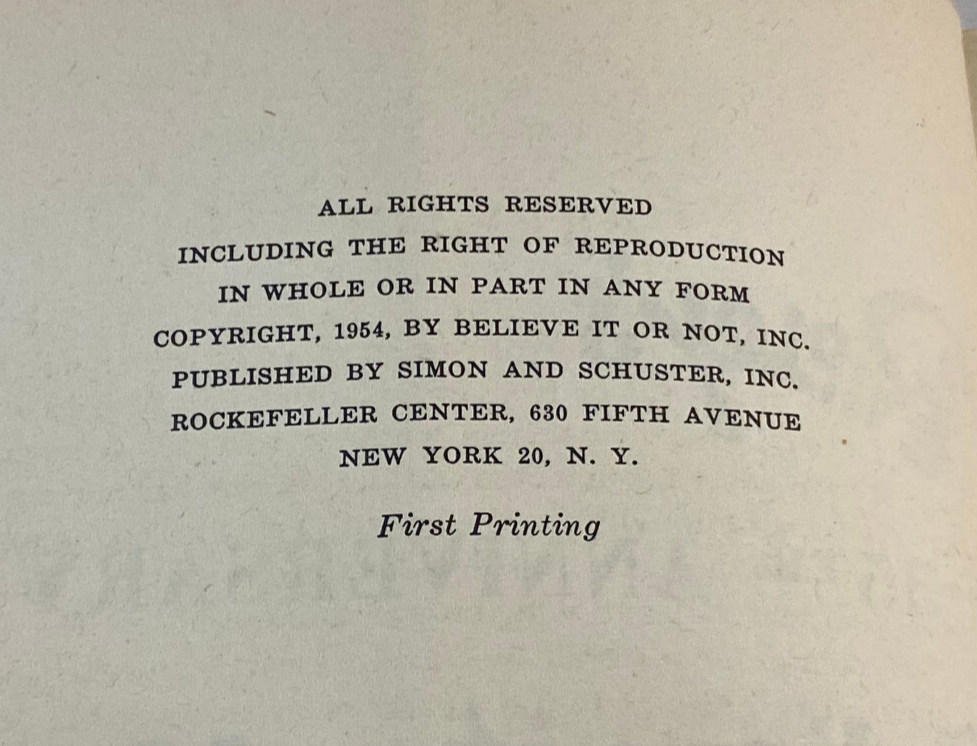 ALL RIGHTS RESERVED
INCLUDING THE RIGHT OF REPRODUCTION
IN WHOLE OR IN PART IN ANY FORM
COPYRIGHT, 1954, BY BELIEVE IT OR NOT, INC.
PUBLISHED BY SIMON AND SCHUSTER, INC.
ROCKEFELLER CENTER, 630 FIFTH AVENUE
NEW YORK 20, N. Y.
First Printing